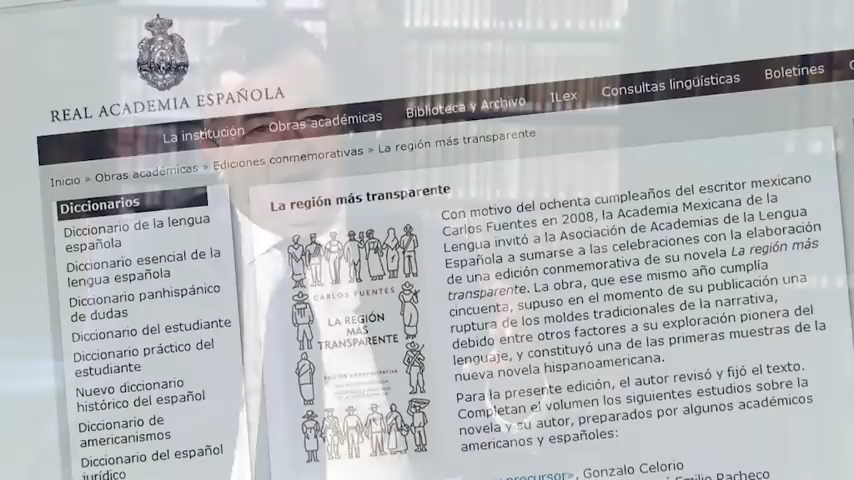 REAL ACADEMIA ESPAÑOLA
La institución Obras académicas Biblioteca y Archivo ILex Consultas lingüísticas Boletines
Inicio » Obras académicas » Ediciones conmemorativas » La región más transparente
Diccionarios
Diccionario de la lengua
española
Diccionario esencial de la
lengua española
Diccionario panhispánico
de dudas
Diccionario del estudiante
Diccionario práctico del
estudiante
Nuevo diccionario
histórico del español
Diccionario de
americanismos
Diccionario del español
jurídico
La región más transparente
CARLOS FUENTES
LA REGIÓN
MÁS
TRANSPARENTE
Edición conmemorativa
Con motivo del ochenta cumpleaños del escritor mexicano
Carlos Fuentes en 2008, la Academia Mexicana de la
Lengua invitó a la Asociación de Academias de la Lengua
Española a sumarse a las celebraciones con la elaboración
de una edición conmemorativa de su novela La región más
transparente. La obra, que ese mismo año cumplía
cincuenta, supuso en el momento de su publicación una
ruptura de los moldes tradicionales de la narrativa,
debido entre otros factores a su exploración pionera del
lenguaje, y constituyó una de las primeras muestras de la
nueva novela hispanoamericana.
Para la presente edición, el autor revisó y fijó el texto.
Completan el volumen los siguientes estudios sobre la
novela y su autor, preparados por algunos académicos
americanos y españoles:
y precursor», Gonzalo Celorio
Emilio Pacheco